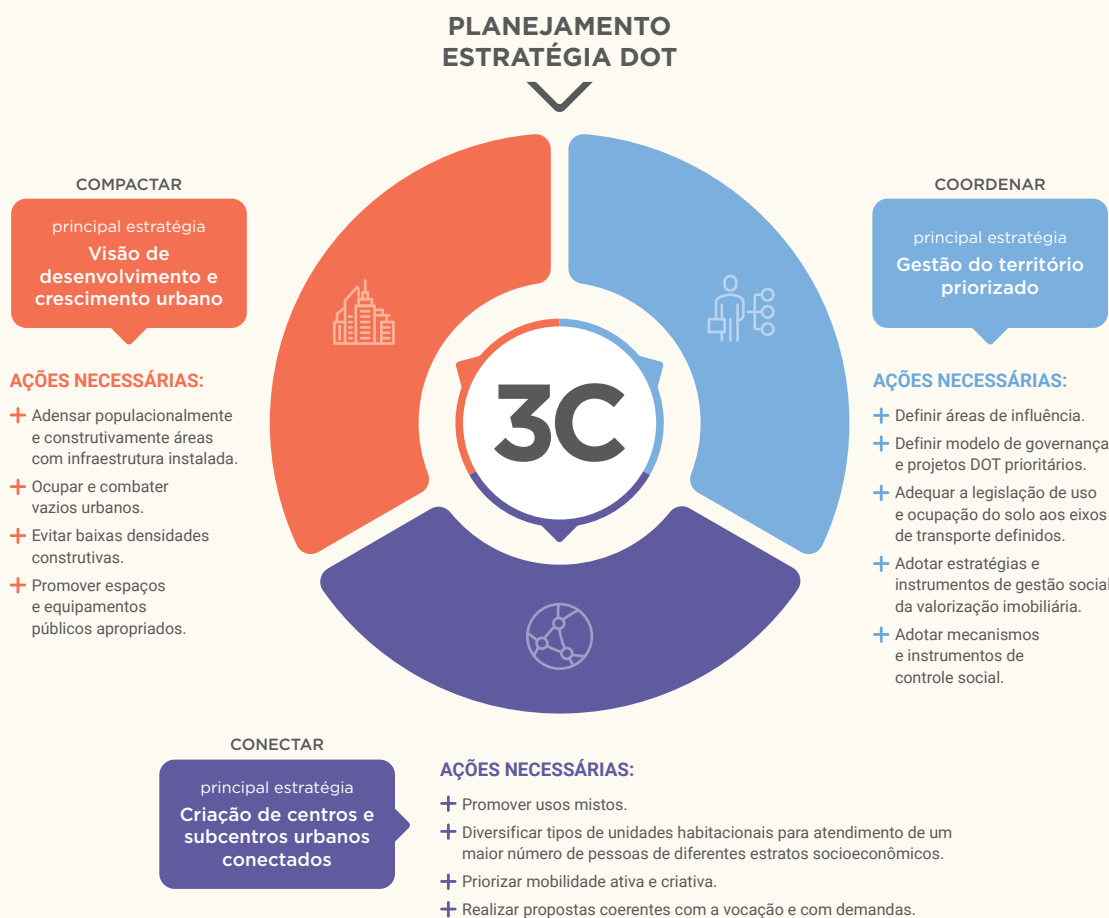 PLANEJAMENTO
ESTRATÉGIA DOT
COMPACTAR
principal estratégia
Visão de
desenvolvimento e
crescimento urbano
AÇÕES NECESSÁRIAS:
+ Adensar populacionalmente
e construtivamente áreas
com infraestrutura instalada.
+ Ocupar e combater
vazios urbanos.
+ Evitar baixas densidades
construtivas.
+ Promover espaços
e equipamentos
públicos apropriados.
3C
COORDENAR
principal estratégia
Gestão do território
priorizado
AÇÕES NECESSÁRIAS:
+ Definir áreas de influência.
+ Definir modelo de governança
e projetos DOT prioritários.
+ Adequar a legislação de uso
e ocupação do solo aos eixos
de transporte definidos.
+ Adotar estratégias e
instrumentos de gestão social
da valorização imobiliária.
+ Adotar mecanismos
e instrumentos de
controle social.
CONECTAR
principal estratégia
Criação de centros e
subcentros urbanos
conectados
AÇÕES NECESSÁRIAS:
+ Promover usos mistos.
+ Diversificar tipos de unidades habitacionais para atendimento de um
maior número de pessoas de diferentes estratos socioeconômicos.
+ Priorizar mobilidade ativa e criativa.
+ Realizar propostas coerentes com a vocação e com demandas.